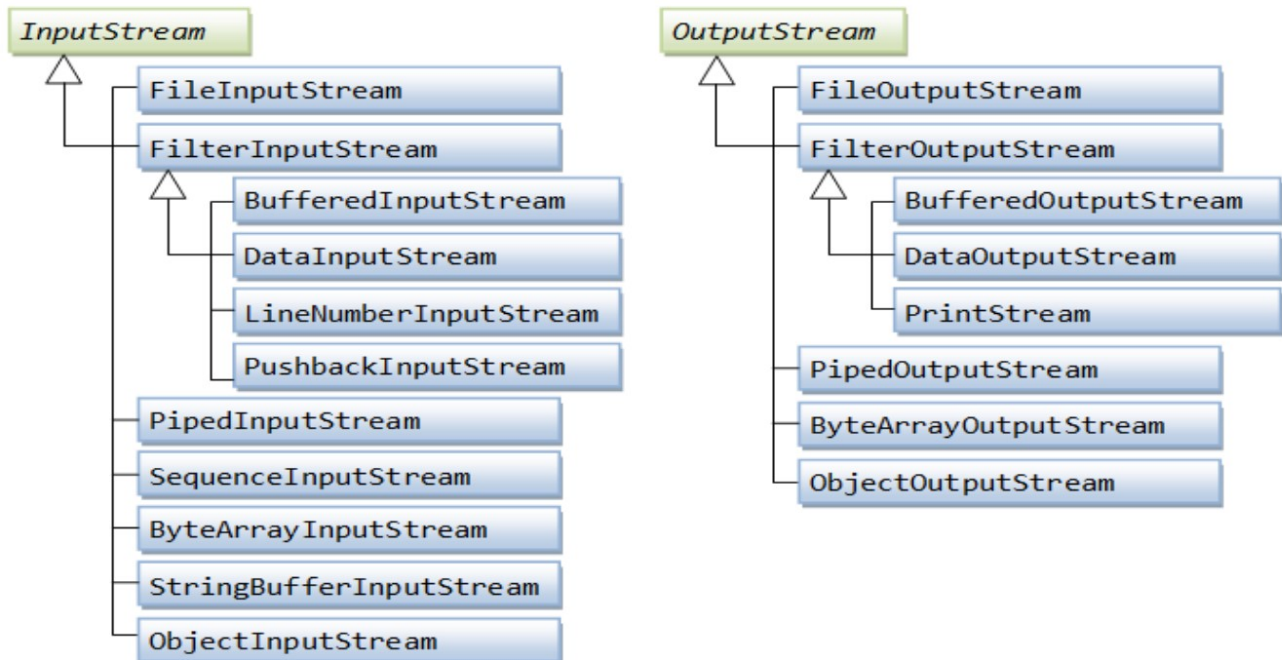 InputStream
FileInputStream
FilterInputStream
BufferedInputStream
DataInputStream
LineNumberInputStream
PushbackInputStream
PipedInputStream
SequenceInputStream
ByteArrayInputStream
StringBufferInputStream
ObjectInputStream
OutputStream
FileOutputStream
FilterOutputStream
BufferedOutputStream
DataOutputStream
PrintStream
PipedOutputStream
ByteArrayOutputStream
ObjectOutputStream